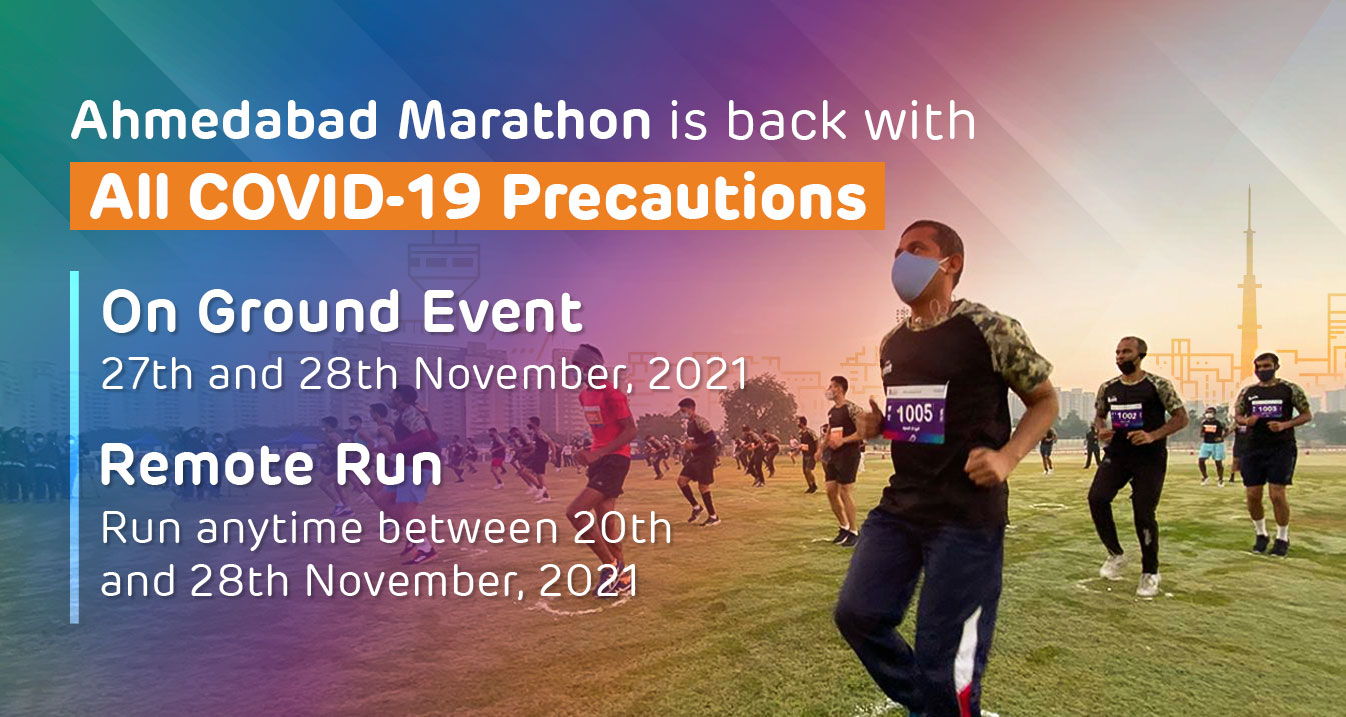 Ahmedabad Marathon is back with
All COVID-19 Precautions
On Ground Event
27th and 28th November, 2021
Remote Run
Run anytime between 20th
and 28th November, 2021
1005
1002
1003